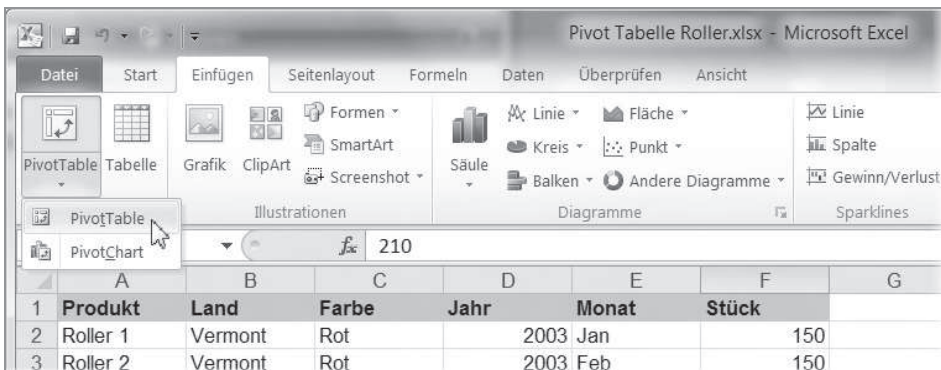 Pivot Tabelle Roller.xlsx - Microsoft Excel
Datei Start Einfügen Seitenlayout Formeln Daten Überprüfen Ansicht
PivotTable Tabelle Grafik ClipArt Formen SmartArt Screenshot
Säule Linie Kreis Balken Fläche Punkt Andere Diagramme
Linie Spalte Gewinn/Verlust
Illustrationen Diagramme Sparklines
PivotTable
PivotChart
fx 210
A B C D E F G
1 Produkt Land Farbe Jahr Monat Stück
2 Roller 1 Vermont Rot 2003 Jan 150
3 Roller 2 Vermont Rot 2003 Feb 150